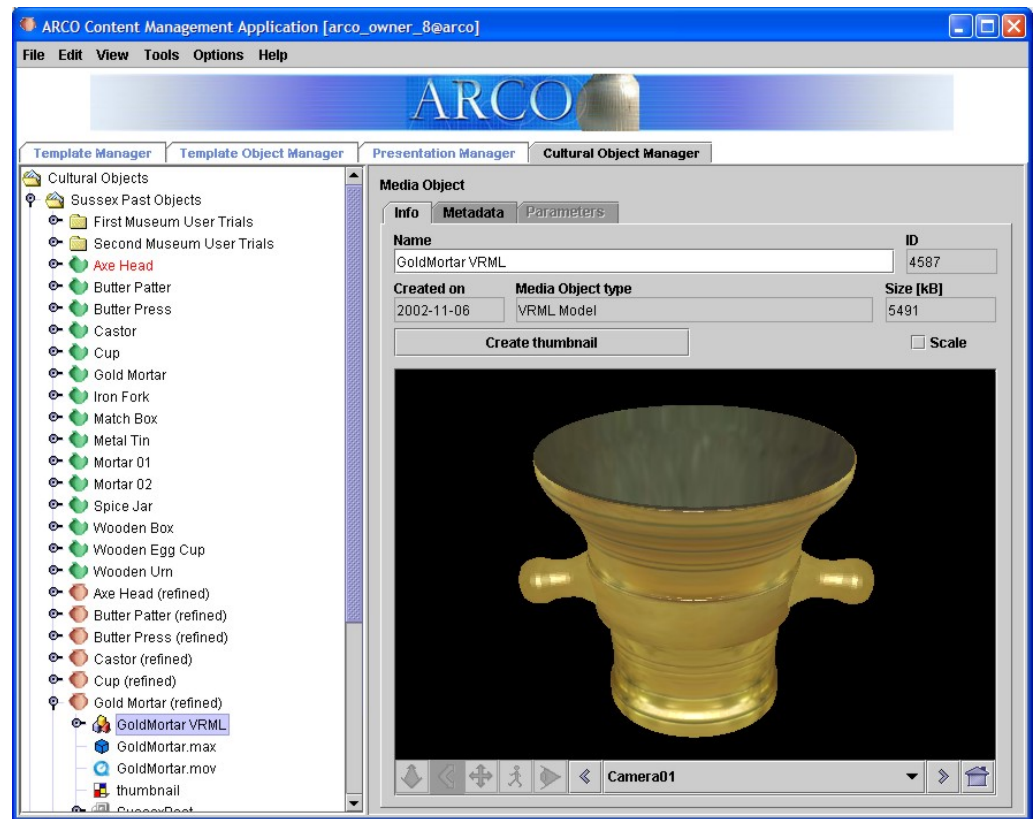 ARCO Content Management Application [arco_owner_8@arco]
File Edit View Tools Options Help
ARCO
Template Manager Template Object Manager Presentation Manager Cultural Object Manager
Cultural Objects
Sussex Past Objects
First Museum User Trials
Second Museum User Trials
Axe Head
Butter Patter
Butter Press
Castor
Cup
Gold Mortar
Iron Fork
Match Box
Metal Tin
Mortar 01
Mortar 02
Spice Jar
Wooden Box
Wooden Egg Cup
Wooden Urn
Axe Head (refined)
Butter Patter (refined)
Butter Press (refined)
Castor (refined)
Cup (refined)
Gold Mortar (refined)
GoldMortar VRML
GoldMortar.max
GoldMortar.mov
thumbnail
Media Object
Info Metadata Parameters
Name ID
GoldMortar VRML 4587
Created on Media Object type Size [kB]
2002-11-06 VRML Model 5491
Create thumbnail Scale
Camera01